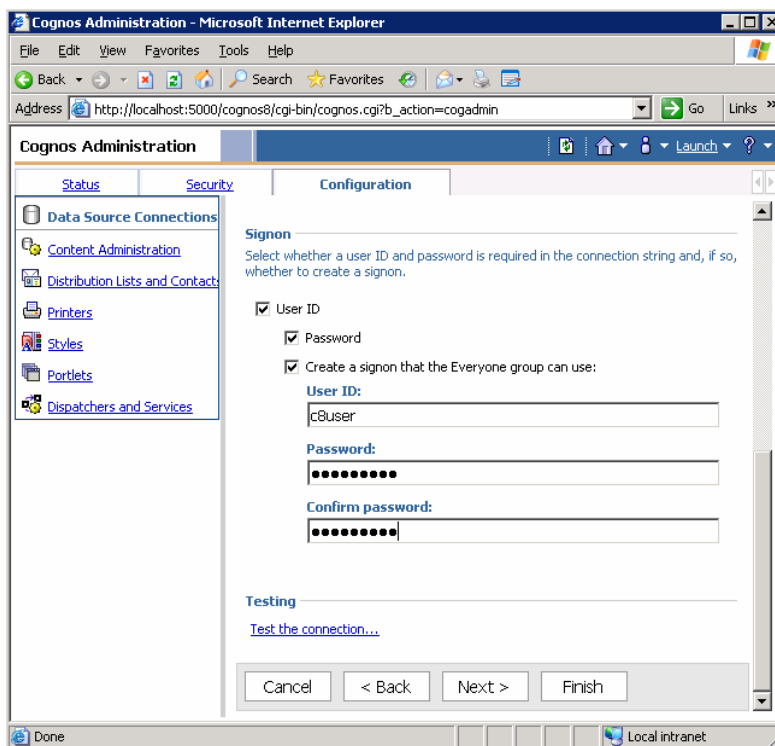 Cognos Administration - Microsoft Internet Explorer
File Edit View Favorites Tools Help
Back Search Favorites
Address http://localhost:5000/cognos8/cgi-bin/cognos.cgi?b_action=cogadmin Go Links »
Cognos Administration Launch ?
Status Security Configuration
Data Source Connections
Content Administration
Distribution Lists and Contacts
Printers
Styles
Portlets
Dispatchers and Services
Signon
Select whether a user ID and password is required in the connection string and, if so,
whether to create a signon.
User ID
Password
Create a signon that the Everyone group can use:
User ID:
c8user
Password:
●●●●●●●●●
Confirm password:
●●●●●●●●●
Testing
Test the connection...
Cancel < Back Next > Finish
Done Local intranet